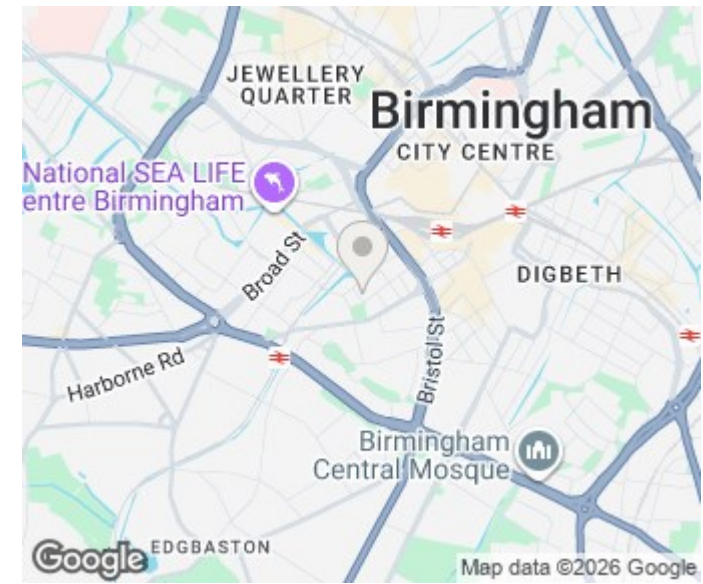 JEWELLERY
QUARTER
Birmingham
CITY CENTRE
National SEA LIFE
entre Birmingham
Broad St
DIGBETH
Bristol St
Harborne Rd
Birmingham
Central Mosque
EDGBASTON
Google
Map data ©2026 Google